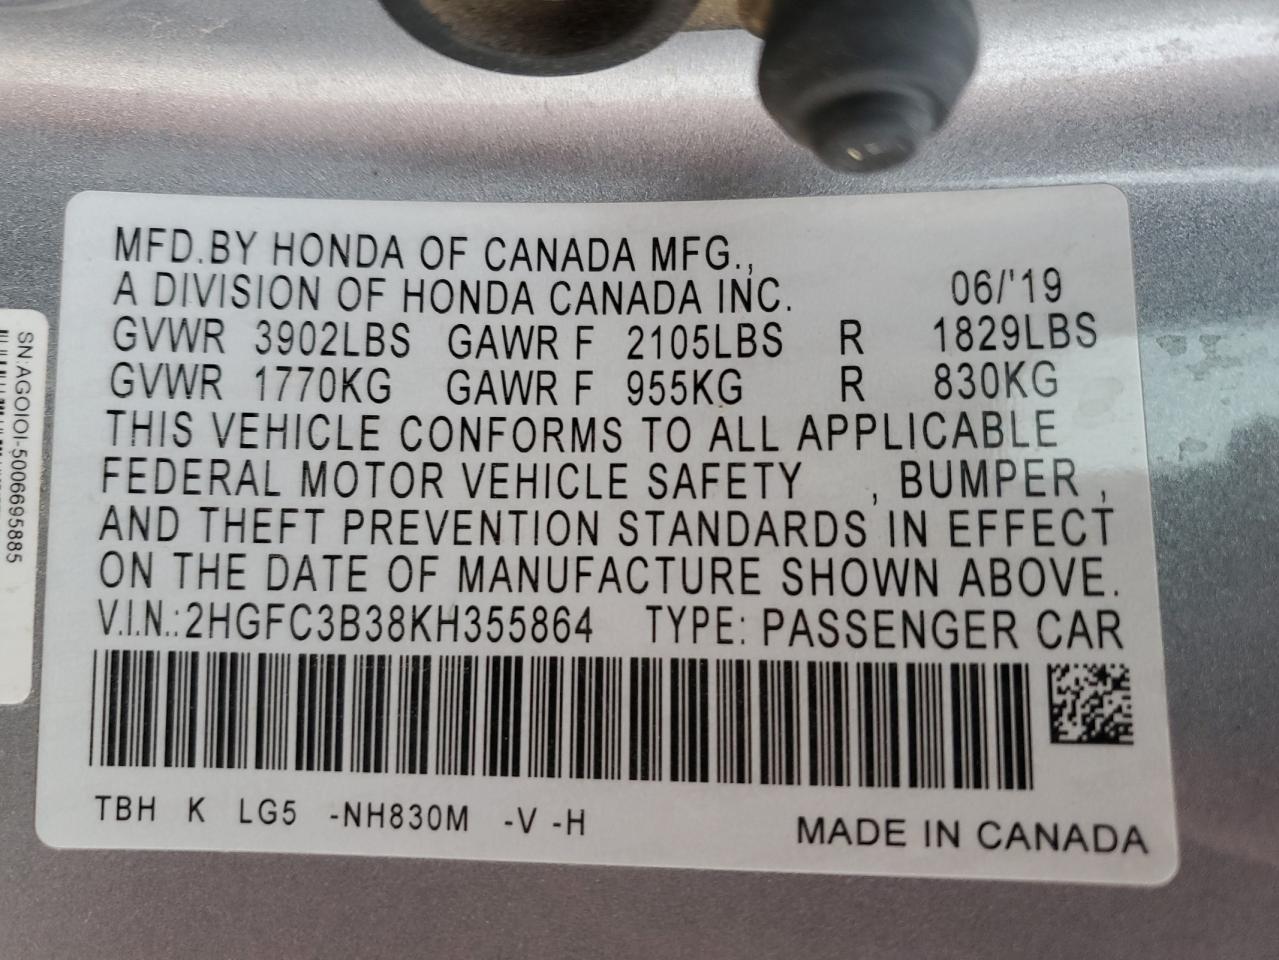 MFD.BY HONDA OF CANADA MFG.,
A DIVISION OF HONDA CANADA INC. 06/'19
GVWR 3902LBS GAWR F 2105LBS R 1829LBS
GVWR 1770KG GAWR F 955KG R 830KG
THIS VEHICLE CONFORMS TO ALL APPLICABLE
FEDERAL MOTOR VEHICLE SAFETY , BUMPER ,
AND THEFT PREVENTION STANDARDS IN EFFECT
ON THE DATE OF MANUFACTURE SHOWN ABOVE.
V.I.N.:2HGFC3B38KH355864 TYPE: PASSENGER CAR
TBH K LG5 -NH830M -V -H
MADE IN CANADA
SN:AGOIOI-5006695885